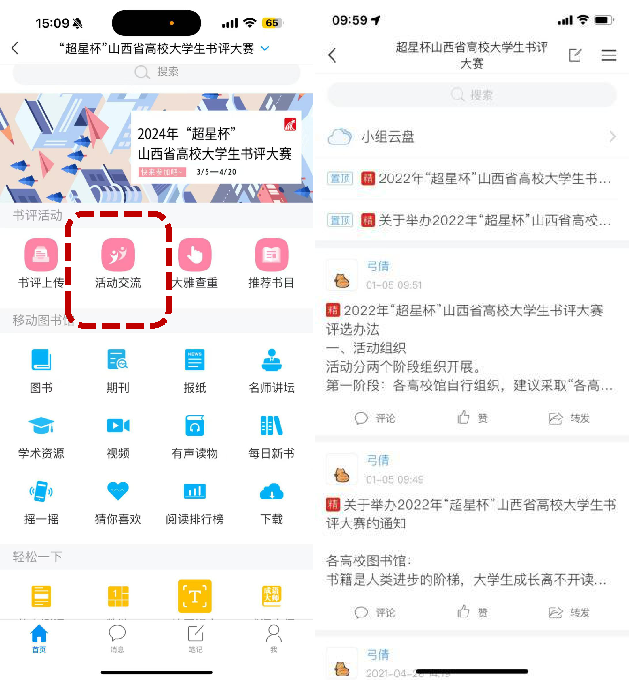 15:09
65
“超星杯”山西省高校大学生书评大赛
搜索
2024年“超星杯”
山西省高校大学生书评大赛
快来参加吧~
3/5—4/20
书评活动
书评上传
活动交流
大雅查重
推荐书目
移动图书馆
图书
期刊
报纸
名师讲坛
学术资源
视频
有声读物
每日新书
摇一摇
猜你喜欢
阅读排行榜
下载
轻松一下
首页
消息
笔记
我
09:59
超星杯山西省高校大学生书评
大赛
搜索
小组云盘
置顶 精 2022年“超星杯”山西省高校大学生书...
置顶 精 关于举办2022年“超星杯”山西省高校...
弓倩
01-05 09:51
精 2022年“超星杯”山西省高校大学生书评大赛
评选办法
一、活动组织
活动分两个阶段组织开展。
第一阶段：各高校馆自行组织，建议采取“各高...
评论 赞 转发
弓倩
01-05 09:49
精 关于举办2022年“超星杯”山西省高校大学生书
评大赛的通知
各高校图书馆：
书籍是人类进步的阶梯，大学生成长离不开读...
评论 赞 转发
弓倩